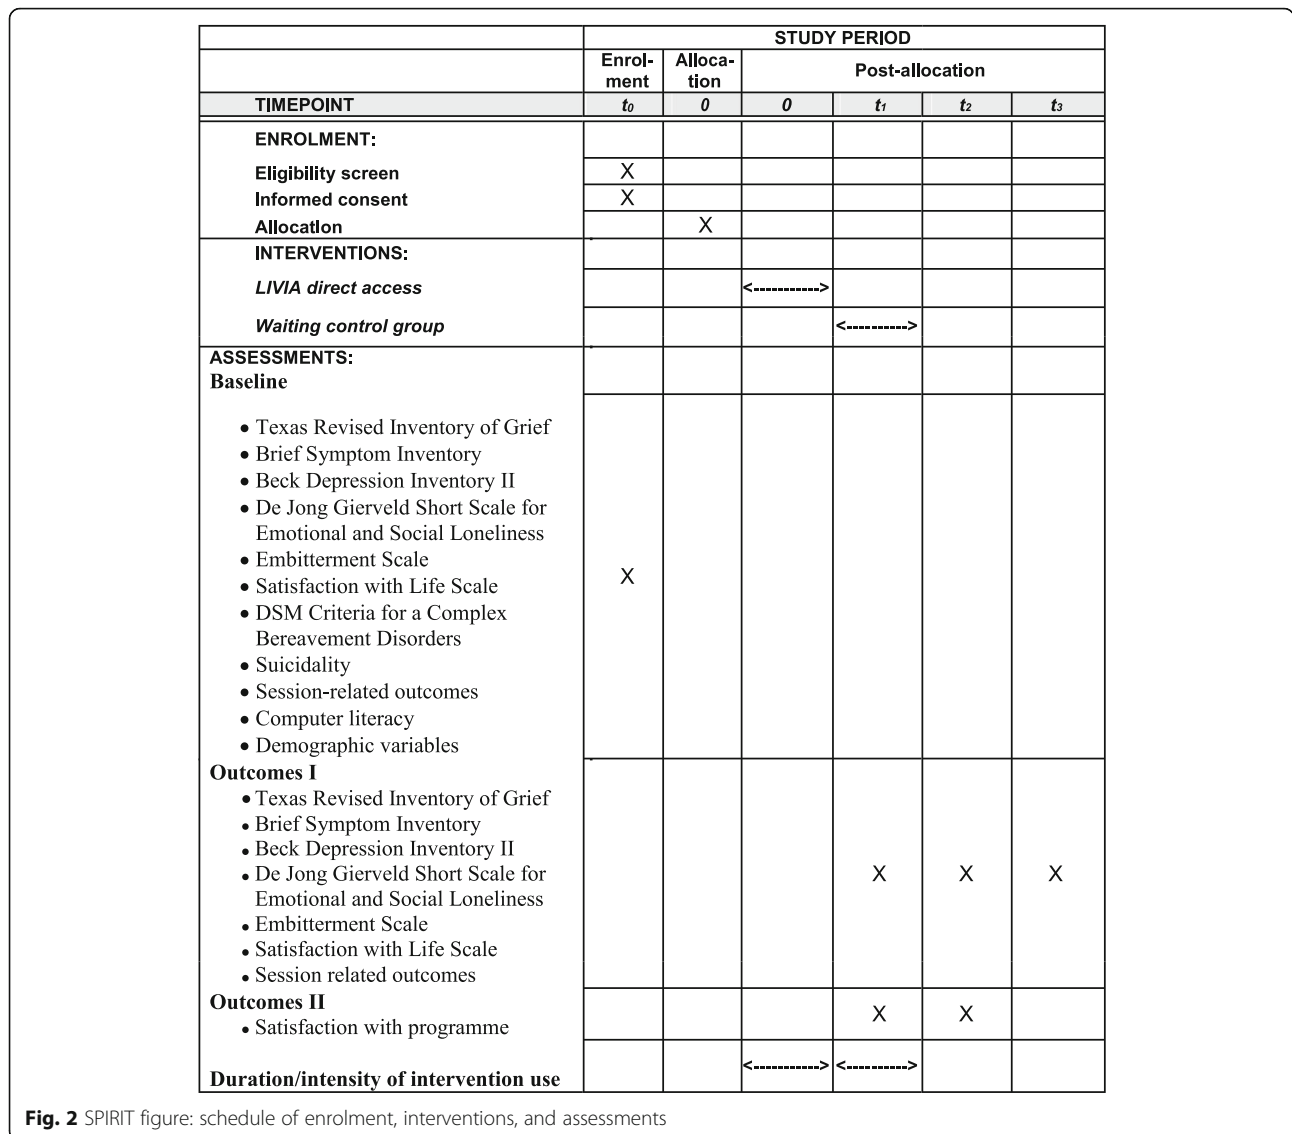 STUDY PERIOD
Enrol-
ment
Alloca-
tion
Post-allocation
TIMEPOINT t₀ 0 0 t₁ t₂ t₃
ENROLMENT:
Eligibility screen X
Informed consent X
Allocation X
INTERVENTIONS:
LIVIA direct access <----------->
Waiting control group <---------->
ASSESSMENTS:
Baseline
• Texas Revised Inventory of Grief
• Brief Symptom Inventory
• Beck Depression Inventory II
• De Jong Gierveld Short Scale for
Emotional and Social Loneliness
• Embitterment Scale
X
• Satisfaction with Life Scale
• DSM Criteria for a Complex
Bereavement Disorders
• Suicidality
• Session-related outcomes
• Computer literacy
• Demographic variables
Outcomes I
• Texas Revised Inventory of Grief
• Brief Symptom Inventory
• Beck Depression Inventory II
• De Jong Gierveld Short Scale for X X X
Emotional and Social Loneliness
• Embitterment Scale
• Satisfaction with Life Scale
• Session related outcomes
Outcomes II
X X
• Satisfaction with programme
<-----------> <---------->
Duration/intensity of intervention use
Fig. 2 SPIRIT figure: schedule of enrolment, interventions, and assessments